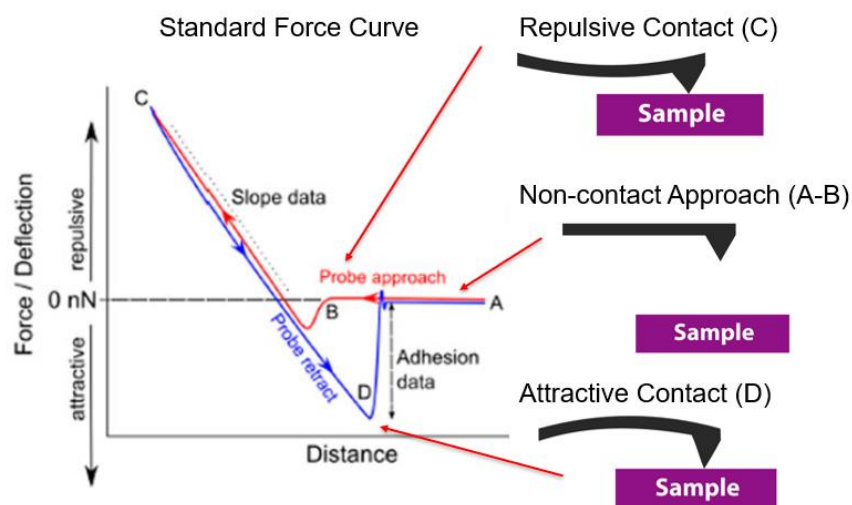 Standard Force Curve
Repulsive Contact (C)
C
Sample
repulsive
Slope data
Non-contact Approach (A-B)
Force / Deflection
Probe approach
0 nN
B
A
Sample
attractive
Probe retract
Adhesion
data
D
Attractive Contact (D)
Distance
Sample